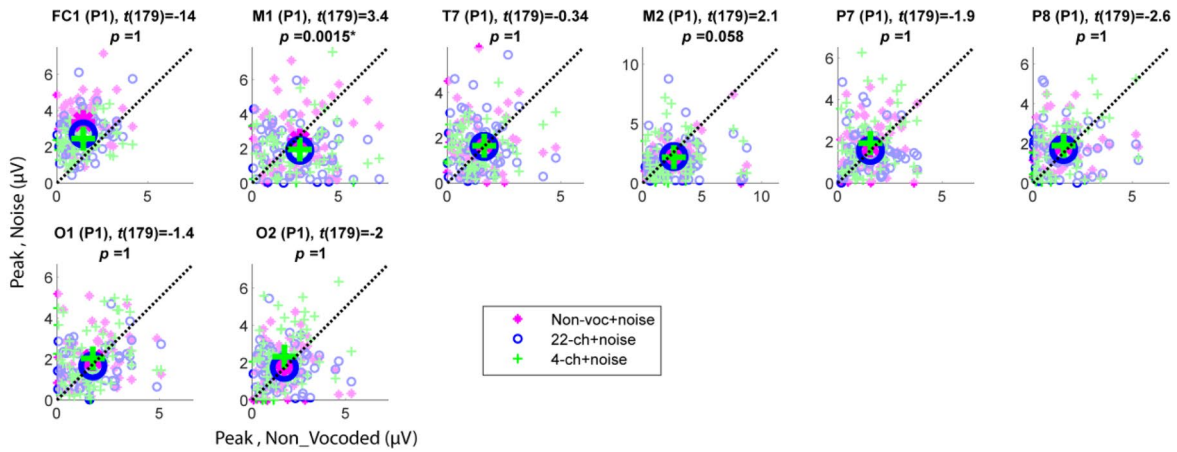 FC1 (P1), t(179)=-14
p =1
M1 (P1), t(179)=3.4
p =0.0015*
T7 (P1), t(179)=-0.34
p =1
M2 (P1), t(179)=2.1
p =0.058
P7 (P1), t(179)=-1.9
p =1
P8 (P1), t(179)=-2.6
p =1
6
4
2
0
0
5
6
4
2
0
0
5
4
2
0
0
5
10
5
0
0
5
10
6
4
2
0
0
5
6
4
2
0
0
5
Peak , Noise (µV)
O1 (P1), t(179)=-1.4
p =1
O2 (P1), t(179)=-2
p =1
6
4
2
0
0
5
6
4
2
0
0
5
Non-voc+noise
22-ch+noise
4-ch+noise
Peak , Non_Vocoded (µV)